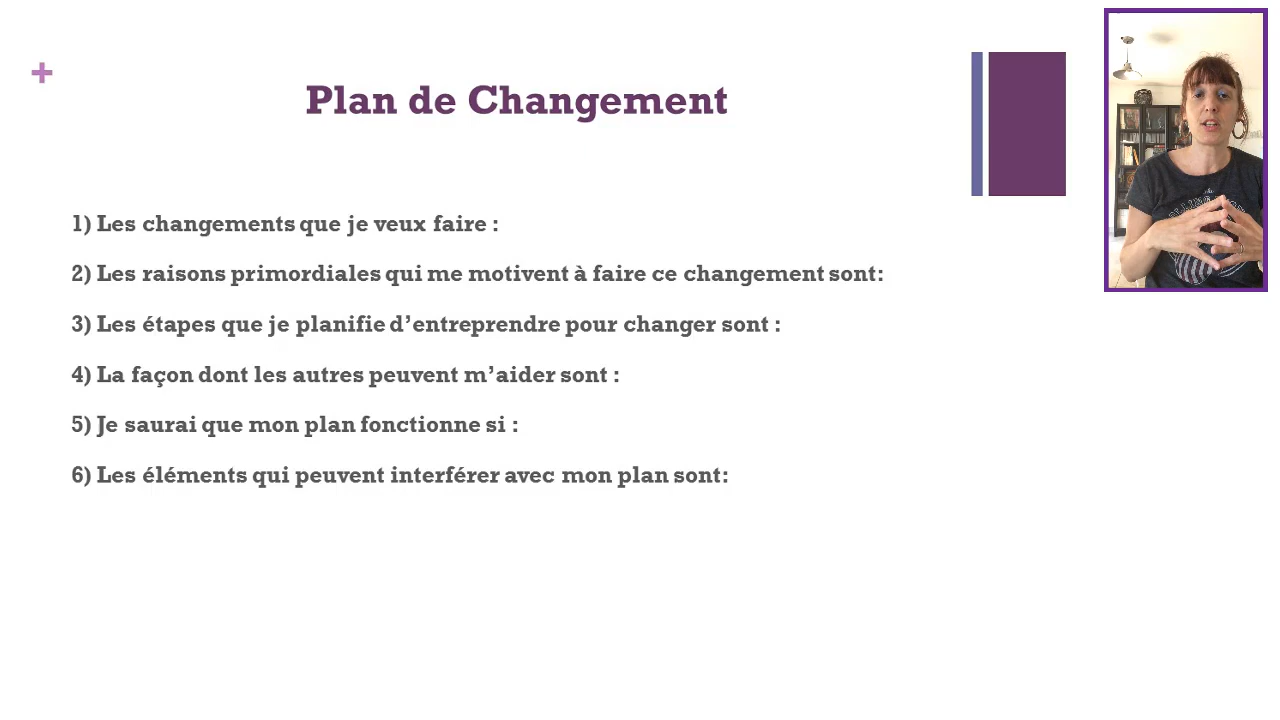 Plan de Changement
1) Les changements que je veux faire :
2) Les raisons primordiales qui me motivent à faire ce changement sont:
3) Les étapes que je planifie d’entreprendre pour changer sont :
4) La façon dont les autres peuvent m’aider sont :
5) Je saurai que mon plan fonctionne si :
6) Les éléments qui peuvent interférer avec mon plan sont: